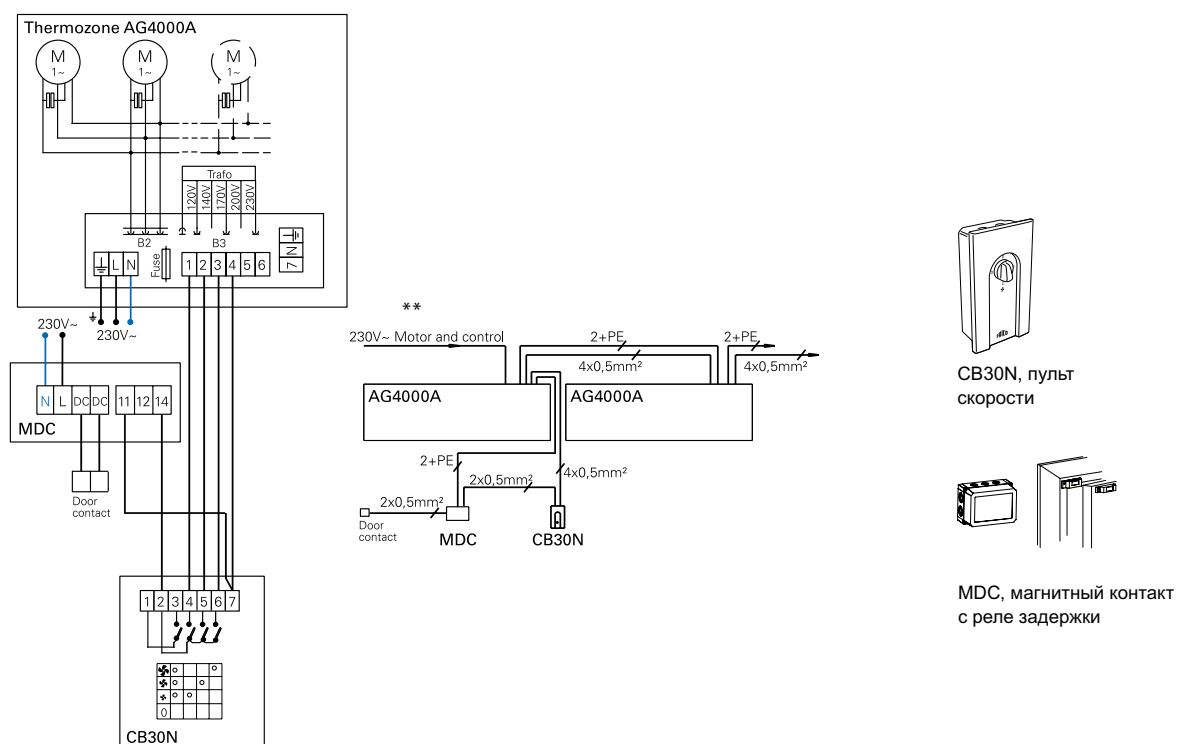 Thermozone AG4000A
M
1~
M
1~
M
1~
Trafo
120V
140V
170V
200V
230V
B2
B3
Fuse
L N
1 2 3 4 5 6
7 N
230V~
230V~
N L DC DC 11 12 14
MDC
Door
contact
1 2 3 4 5 6 7
0
CB30N
**
230V~ Motor and control
2+PE
2+PE
4x0,5mm²
4x0,5mm²
AG4000A
AG4000A
2+PE
4x0,5mm²
2x0,5mm²
2x0,5mm²
Door
contact
MDC
CB30N
CB30N, пульт
скорости
MDC, магнитный контакт
с реле задержки